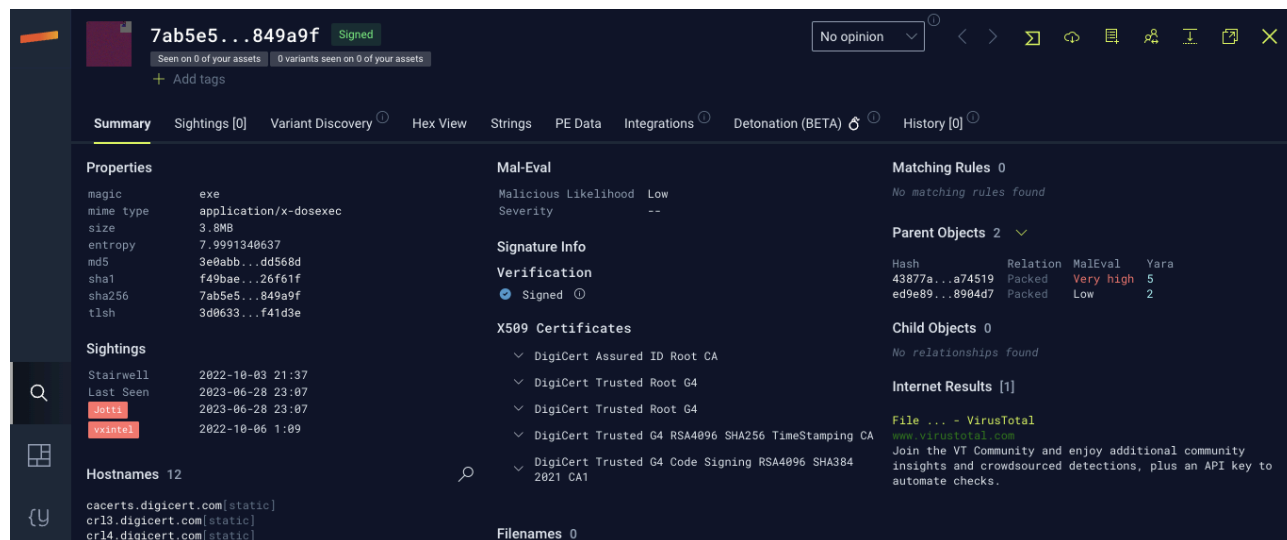 7ab5e5...849a9f Signed
Seen on 0 of your assets 0 variants seen on 0 of your assets
+ Add tags
No opinion
Summary Sightings [0] Variant Discovery Hex View Strings PE Data Integrations Detonation (BETA) History [0]
Properties
magic exe
mime type application/x-dosexec
size 3.8MB
entropy 7.9991340637
md5 3e0abb...dd568d
sha1 f49bae...26f61f
sha256 7ab5e5...849a9f
tlsh 3d0633...f41d3e
Sightings
Stairwell 2022-10-03 21:37
Last Seen 2023-06-28 23:07
Jotti 2023-06-28 23:07
vxintel 2022-10-06 1:09
Hostnames 12
cacerts.digicert.com[static]
crl3.digicert.com[static]
crl4.digicert.com[static]
Mal-Eval
Malicious Likelihood Low
Severity --
Signature Info
Verification
Signed
X509 Certificates
DigiCert Assured ID Root CA
DigiCert Trusted Root G4
DigiCert Trusted Root G4
DigiCert Trusted G4 RSA4096 SHA256 TimeStamping CA
DigiCert Trusted G4 Code Signing RSA4096 SHA384
2021 CA1
Filenames 0
Matching Rules 0
No matching rules found
Parent Objects 2
Hash Relation MalEval Yara
43877a...a74519 Packed Very high 5
ed9e89...8904d7 Packed Low 2
Child Objects 0
No relationships found
Internet Results [1]
File ... - VirusTotal
www.virustotal.com
Join the VT Community and enjoy additional community
insights and crowdsourced detections, plus an API key to
automate checks.
{y